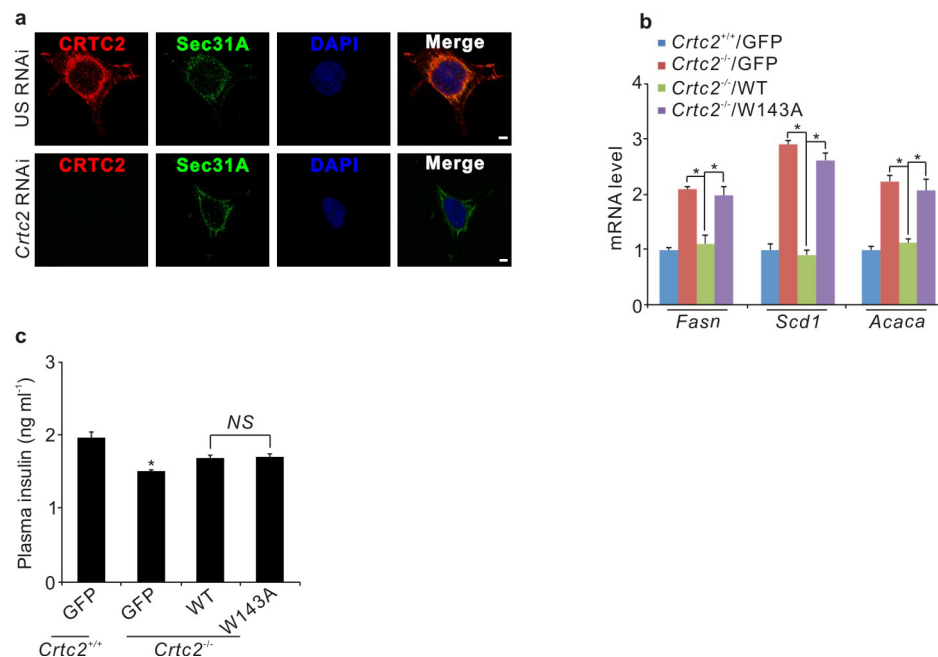 a
CRTC2 Sec31A DAPI Merge
US RNAi
CRTC2 Sec31A DAPI Merge
Crtc2 RNAi
b
Crtc2+/+/GFP
Crtc2-/-/GFP
Crtc2-/-/WT
Crtc2-/-/W143A
mRNA level
4
3
2
1
0
* * * * * *
Fasn Scd1 Acaca
c
Plasma insulin (ng ml-1)
3
2
1
0
*
NS
GFP GFP WT W143A
Crtc2+/+ Crtc2-/-